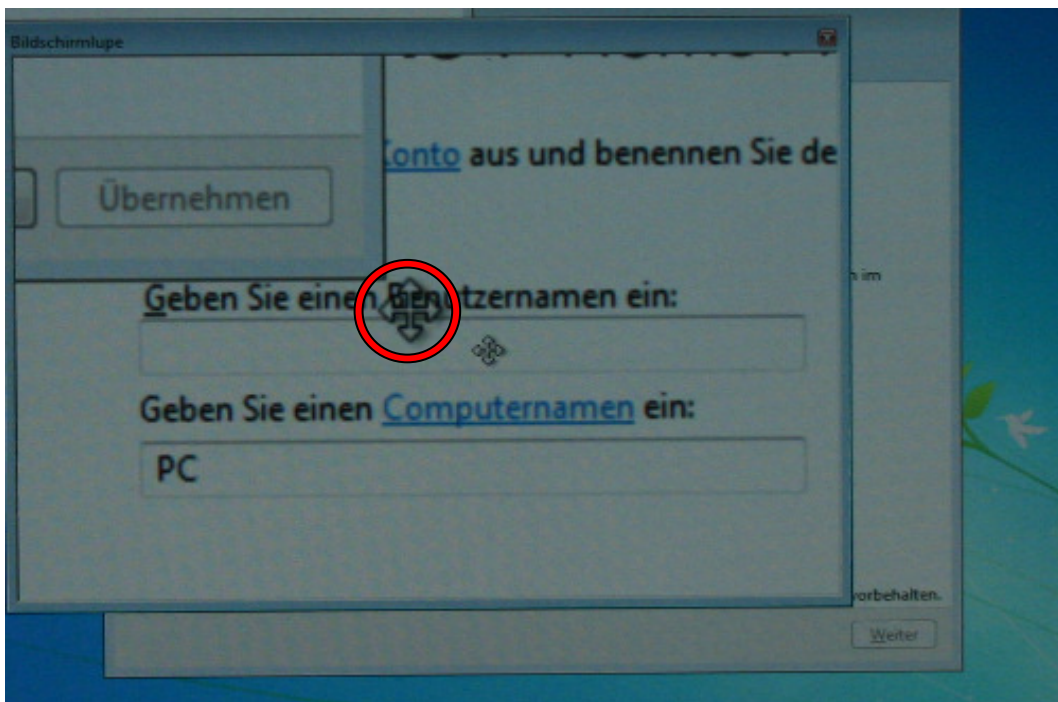 Bildschirmlupe
Konto aus und benennen Sie de
Übernehmen
n im
Geben Sie einen Benutzernamen ein:
Geben Sie einen Computernamen ein:
PC
vorbehalten.
Weiter